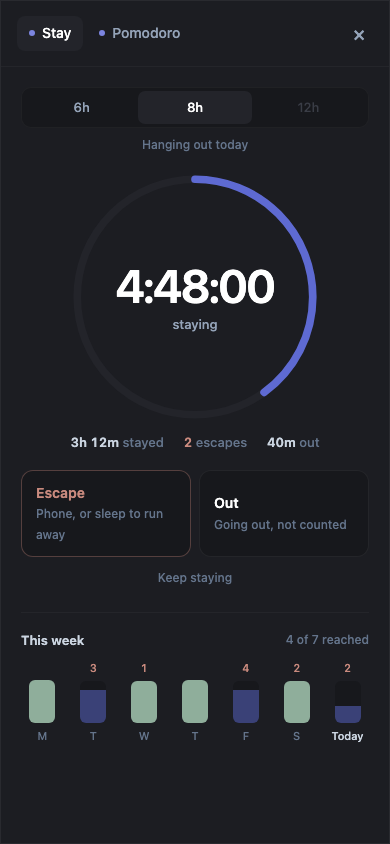 Stay
Pomodoro
×
6h
8h
12h
Hanging out today
4:48:00
staying
3h 12m stayed 2 escapes 40m out
Escape
Phone, or sleep to run
away
Out
Going out, not counted
Keep staying
This week
4 of 7 reached
3 1 4 2 2
M T W T F S Today